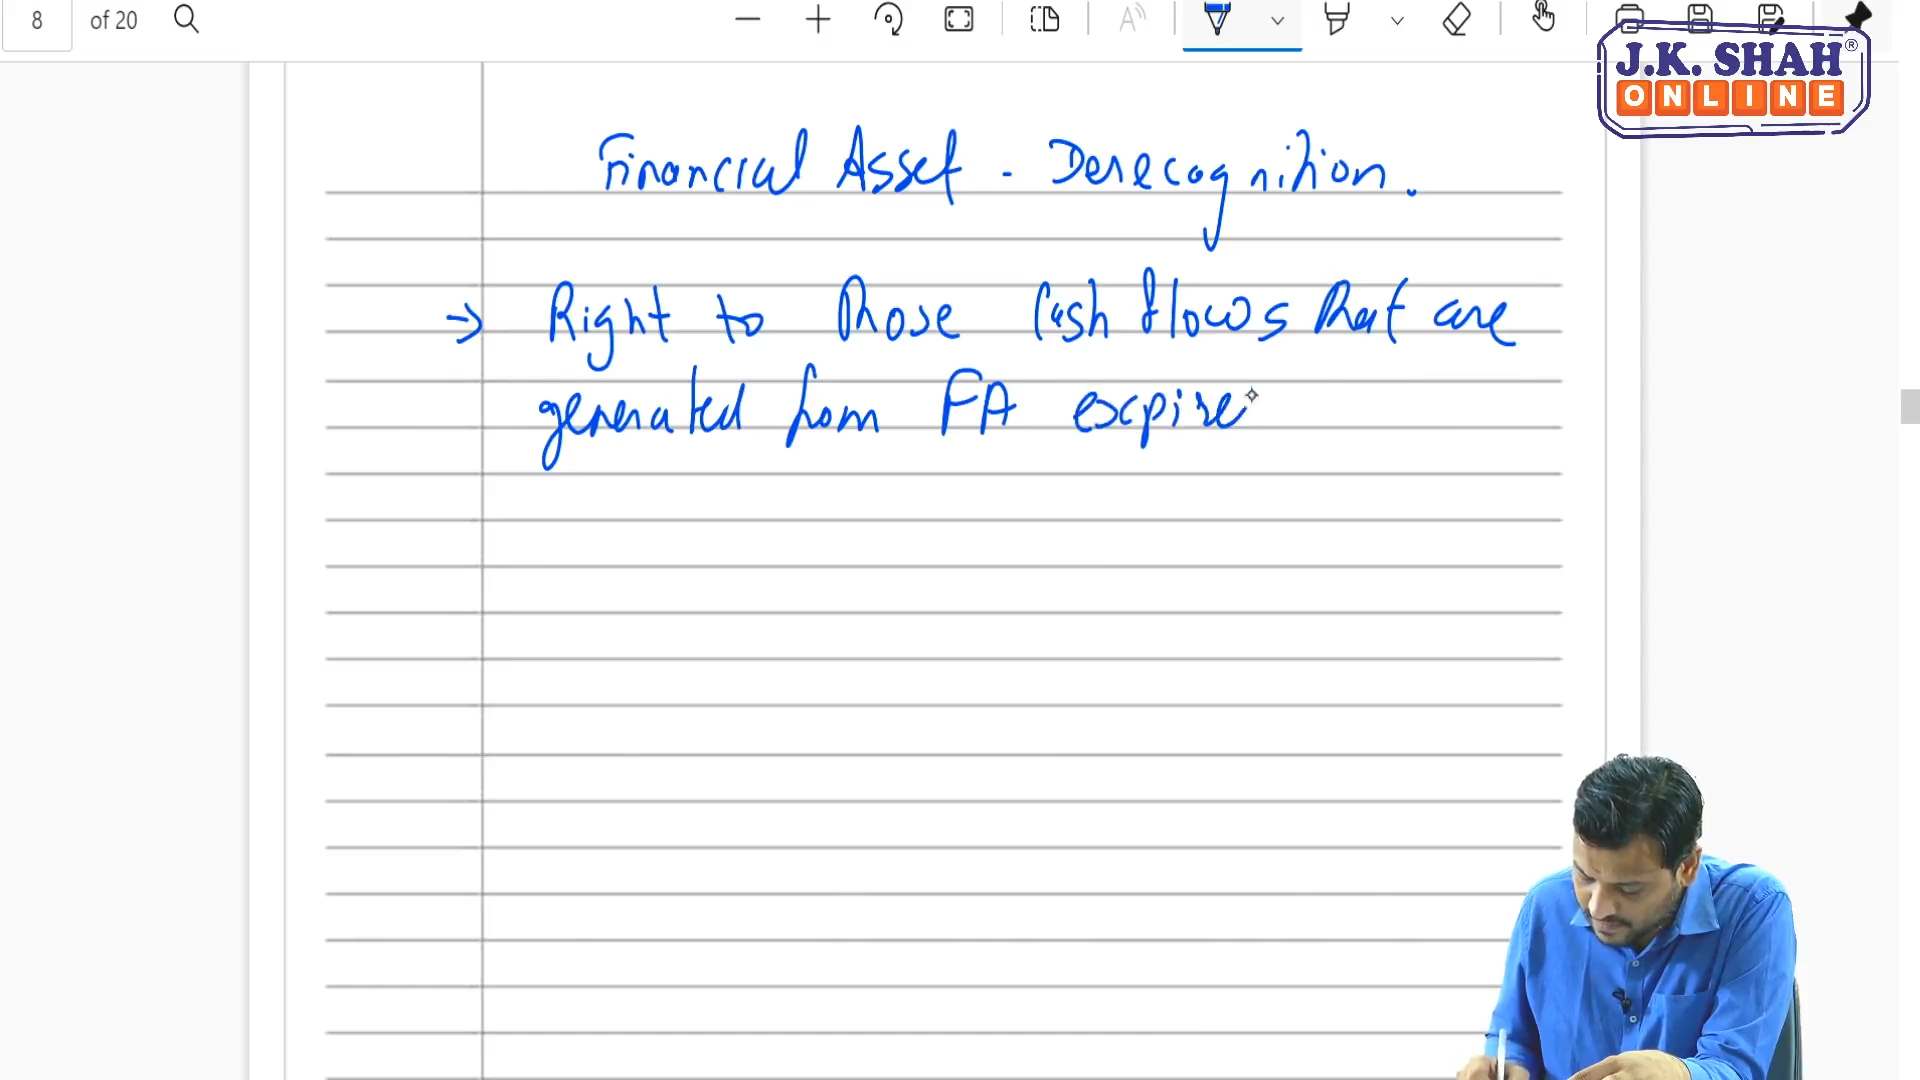 8 of 20
J.K. SHAH®
ONLINE
Financial Asset - Derecognition.
→ Right to those Cash flows that are
generated from FA expire